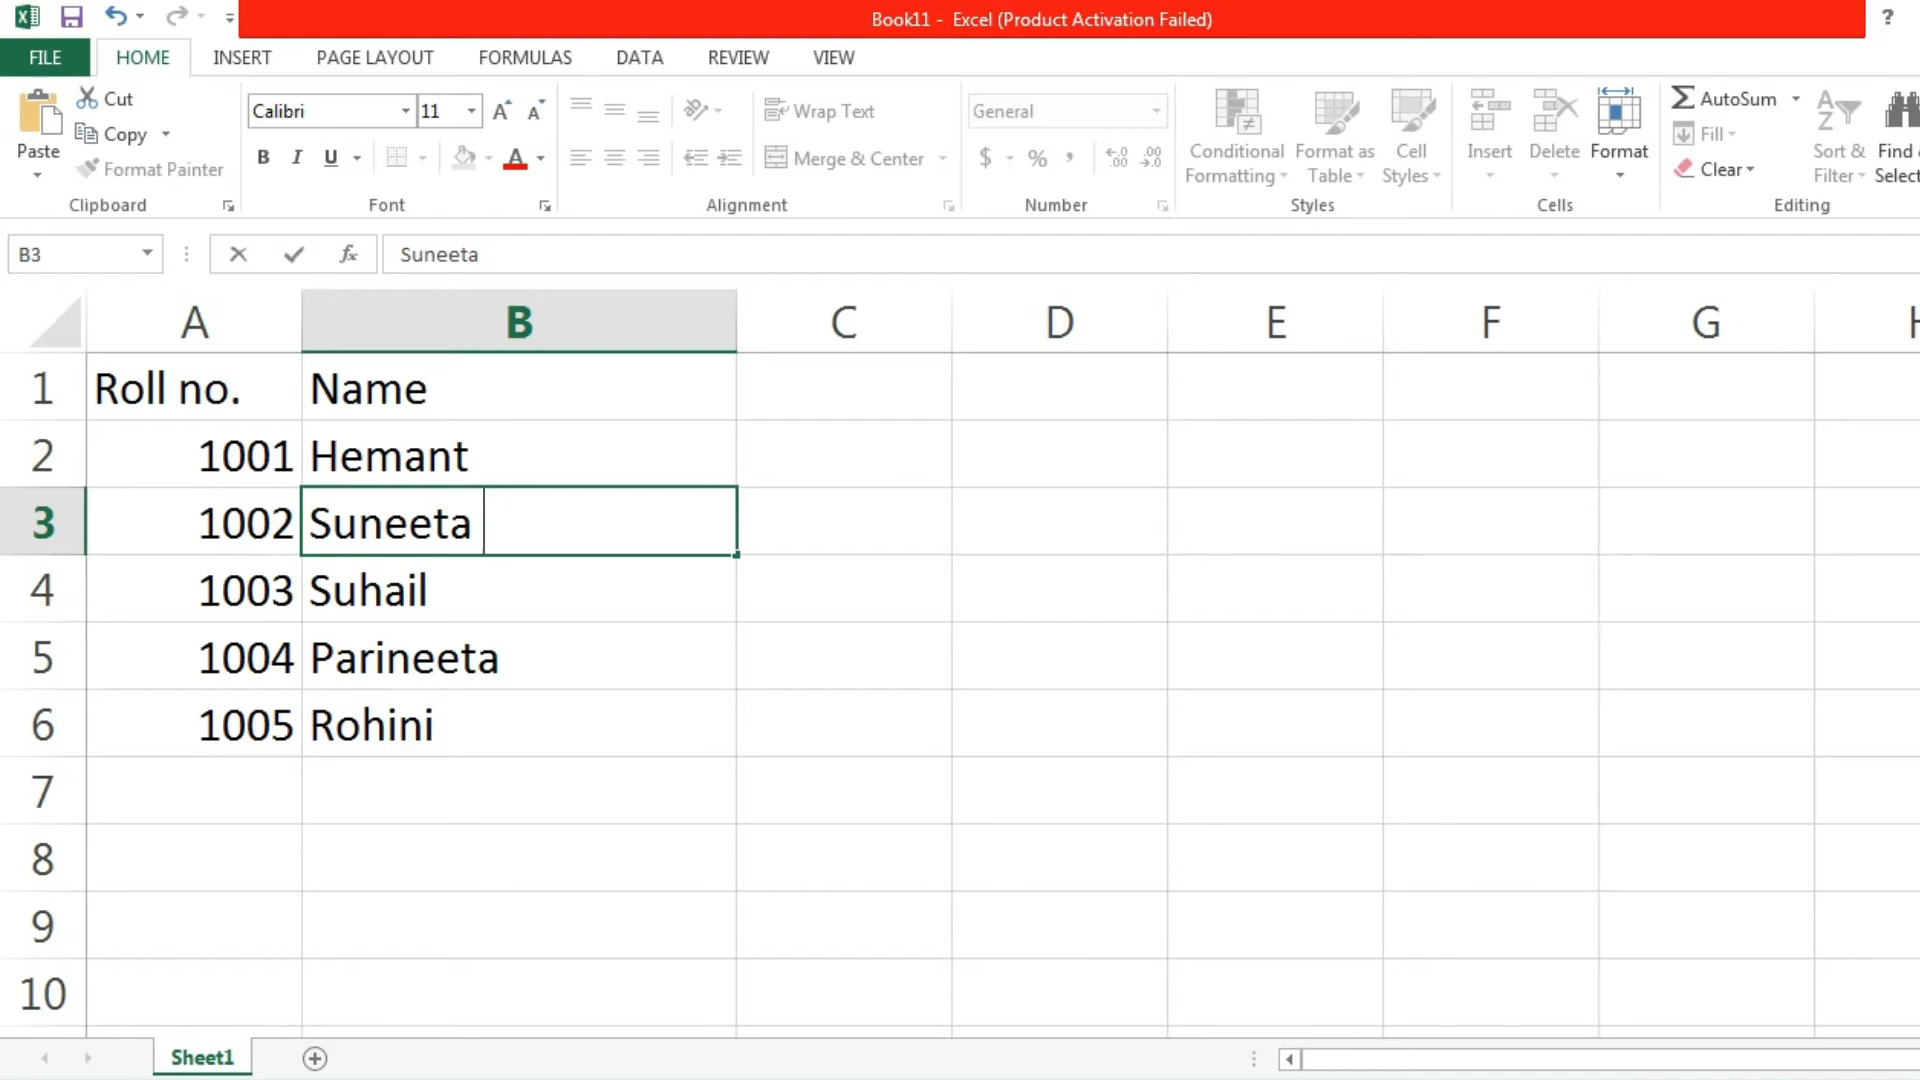 Book11 - Excel (Product Activation Failed) ?
FILE HOME INSERT PAGE LAYOUT FORMULAS DATA REVIEW VIEW
Paste Cut Copy Format Painter
Calibri 11 A A
B I U A
Wrap Text
Merge & Center
General
$ % ,
Conditional Formatting Format as Table Cell Styles
Insert Delete Format
AutoSum Fill Clear
Sort & Filter Find Select
Clipboard Font Alignment Number Styles Cells Editing
B3 fx Suneeta
A B C D E F G H
1 Roll no. Name
2 1001 Hemant
3 1002 Suneeta
4 1003 Suhail
5 1004 Parineeta
6 1005 Rohini
7
8
9
10
Sheet1